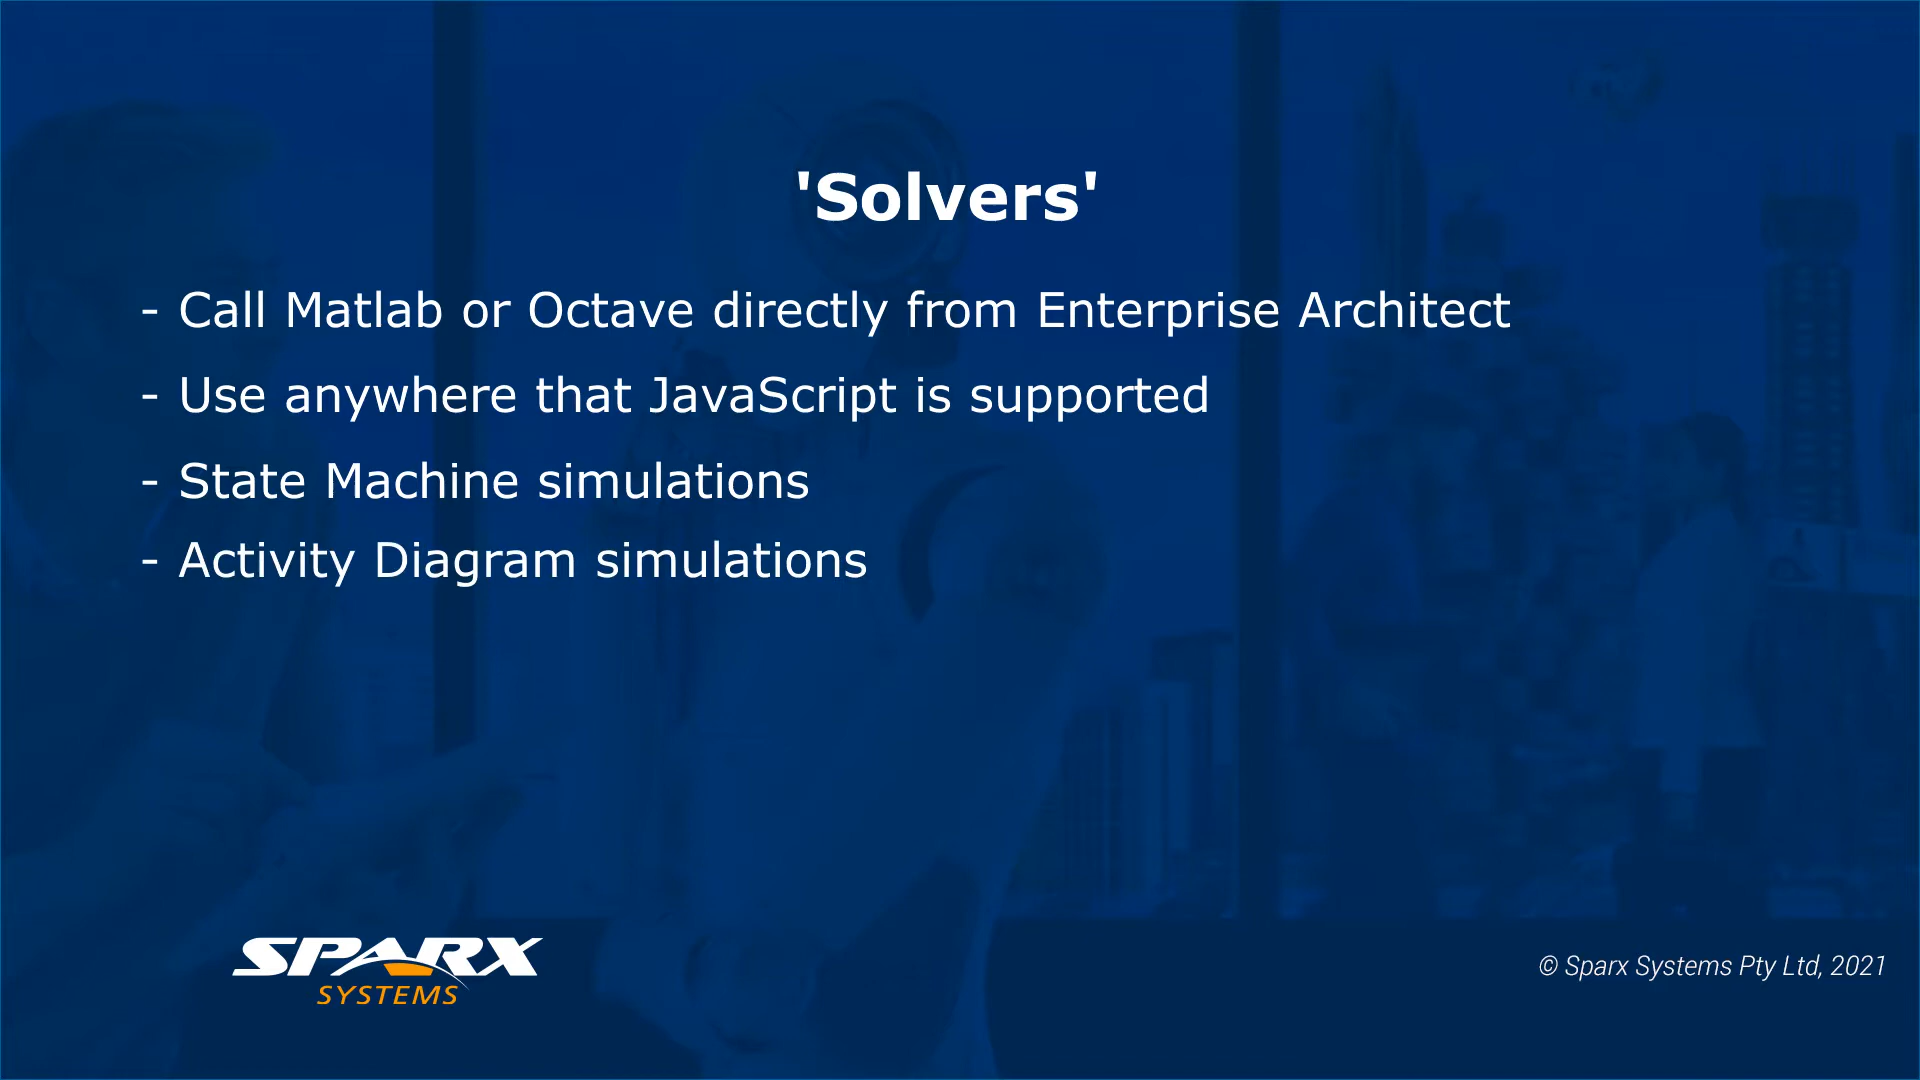 'Solvers'
- Call Matlab or Octave directly from Enterprise Architect
- Use anywhere that JavaScript is supported
- State Machine simulations
- Activity Diagram simulations
SPARX
SYSTEMS
© Sparx Systems Pty Ltd, 2021